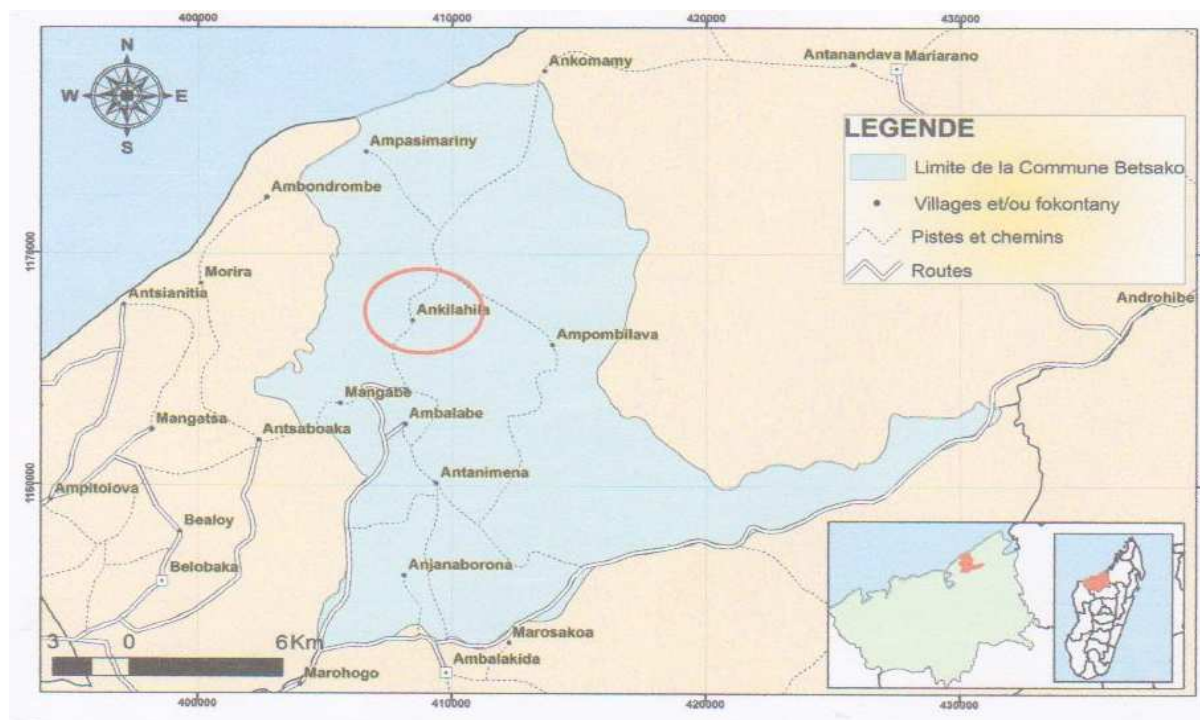 400000
410000
420000
430000
N
W E
S
Ankomamy
Antanandava
Mariarano
LEGENDE
Limite de la Commune Betsako
Villages et/ou fokontany
Pistes et chemins
Routes
Ampasimariny
Ambondrombe
1170000
1170000
Morira
Antsianitia
Ankilahila
Androhibe
Ampombilava
Mangabe
Mangatsa
Ambalabe
Antsaboaka
Antanimena
1160000
1160000
Ampitolova
Bealoy
Belobaka
Anjanaborona
Marosakoa
3 0 6Km
Marohogo
Ambalakida
400000
410000
420000
430000